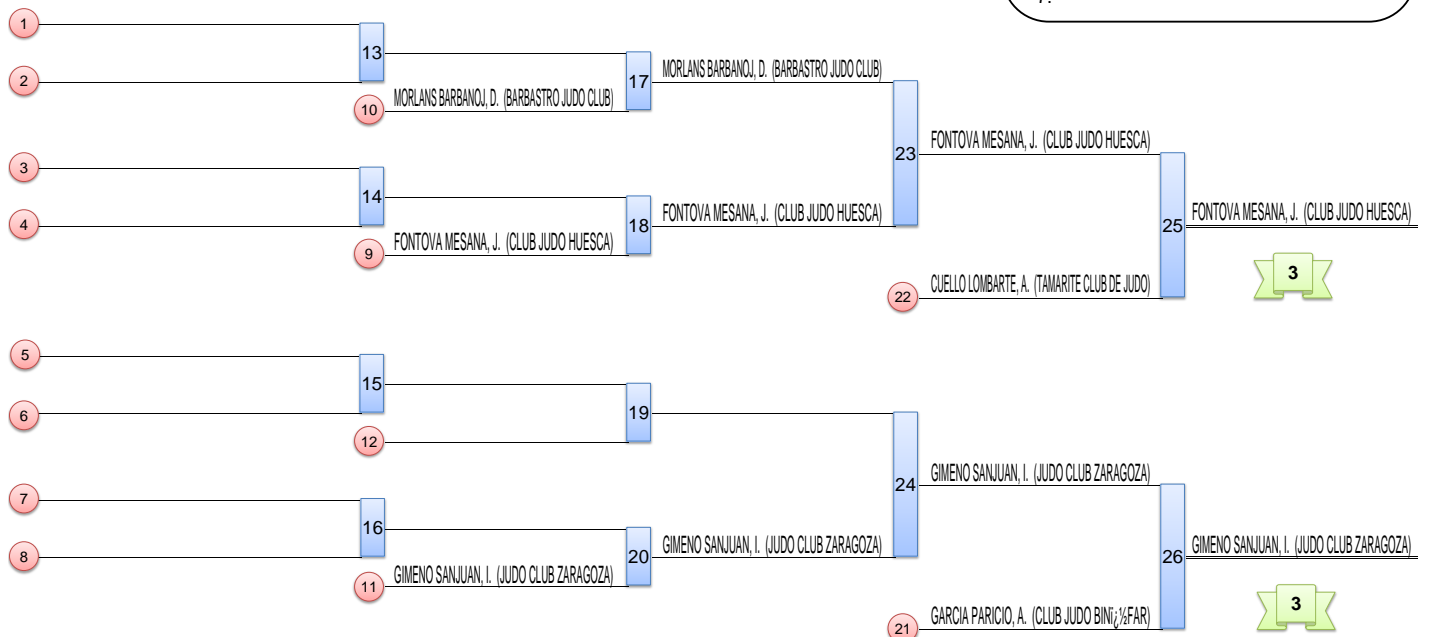 1
13
2
17
MORLANS BARBANOJ, D. (BARBASTRO JUDO CLUB)
10
MORLANS BARBANOJ, D. (BARBASTRO JUDO CLUB)
23
FONTOVA MESANA, J. (CLUB JUDO HUESCA)
3
14
4
18
FONTOVA MESANA, J. (CLUB JUDO HUESCA)
9
FONTOVA MESANA, J. (CLUB JUDO HUESCA)
25
FONTOVA MESANA, J. (CLUB JUDO HUESCA)
3
22
CUELLO LOMBARTE, A. (TAMARITE CLUB DE JUDO)
5
15
6
19
12
24
GIMENO SANJUAN, I. (JUDO CLUB ZARAGOZA)
7
16
8
20
GIMENO SANJUAN, I. (JUDO CLUB ZARAGOZA)
11
GIMENO SANJUAN, I. (JUDO CLUB ZARAGOZA)
26
GIMENO SANJUAN, I. (JUDO CLUB ZARAGOZA)
3
21
GARCIA PARICIO, A. (CLUB JUDO BINï¿½FAR)